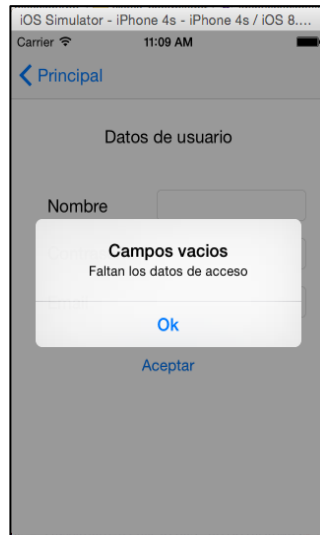 iOS Simulator - iPhone 4s - iPhone 4s / iOS 8....
Carrier 11:09 AM
Principal
Datos de usuario
Nombre
Campos vacios
Faltan los datos de acceso
Ok
Aceptar